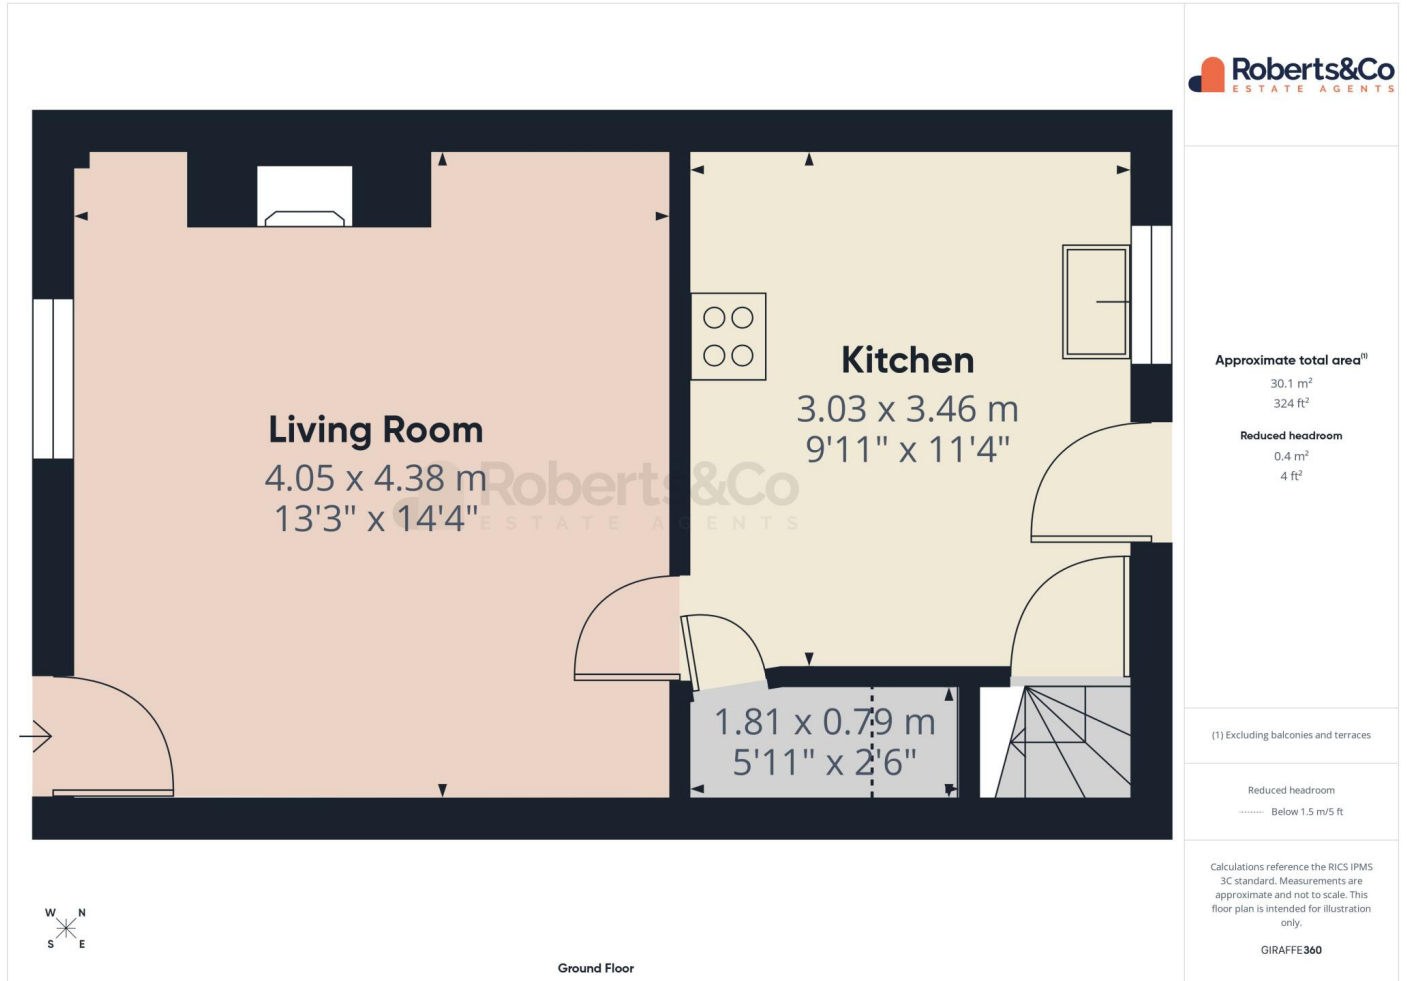 Roberts&Co
ESTATE AGENTS
Living Room
4.05 x 4.38 m
13'3" x 14'4"
Kitchen
3.03 x 3.46 m
9'11" x 11'4"
Roberts&Co
ESTATE AGENTS
1.81 x 0.79 m
5'11" x 2'6"
Approximate total area(1)
30.1 m²
324 ft²
Reduced headroom
0.4 m²
4 ft²
(1) Excluding balconies and terraces
Reduced headroom
Below 1.5 m/5 ft
Calculations reference the RICS IPMS
3C standard. Measurements are
approximate and not to scale. This
floor plan is intended for illustration
only.
GIRAFFE360
W N
S E
Ground Floor